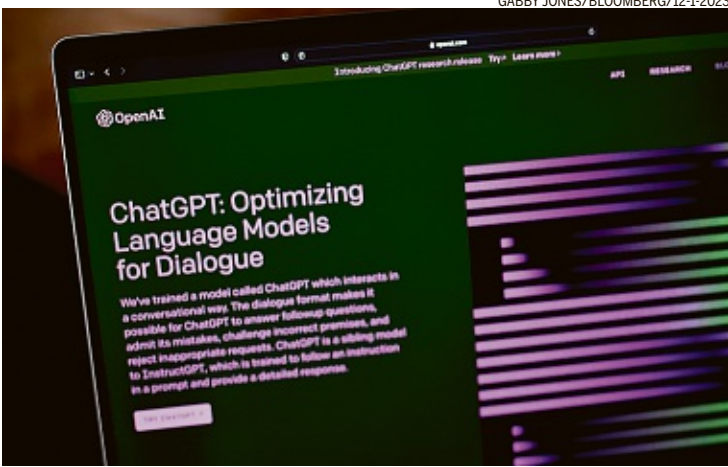 GABBY JONES/BLOOMBERG/12-1-2023
openai.com
Introducing ChatGPT research release Try › Learn more ›
API RESEARCH
OpenAI
ChatGPT: Optimizing
Language Models
for Dialogue
We've trained a model called ChatGPT which interacts in
a conversational way. The dialogue format makes it
possible for ChatGPT to answer followup questions,
admit its mistakes, challenge incorrect premises, and
reject inappropriate requests. ChatGPT is a sibling model
to InstructGPT, which is trained to follow an instruction
in a prompt and provide a detailed response.